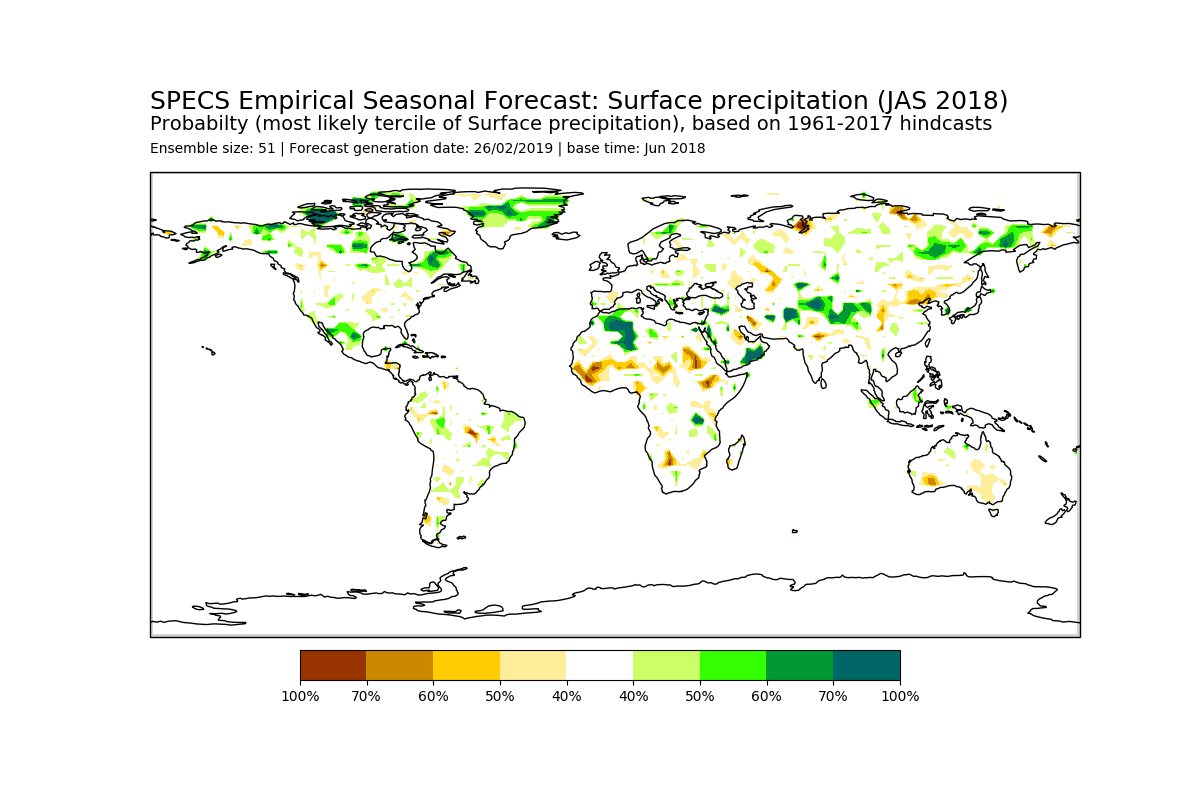 SPECS Empirical Seasonal Forecast: Surface precipitation (JAS 2018)
Probabilty (most likely tercile of Surface precipitation), based on 1961-2017 hindcasts
Ensemble size: 51 | Forecast generation date: 26/02/2019 | base time: Jun 2018
100% 70% 60% 50% 40% 40% 50% 60% 70% 100%